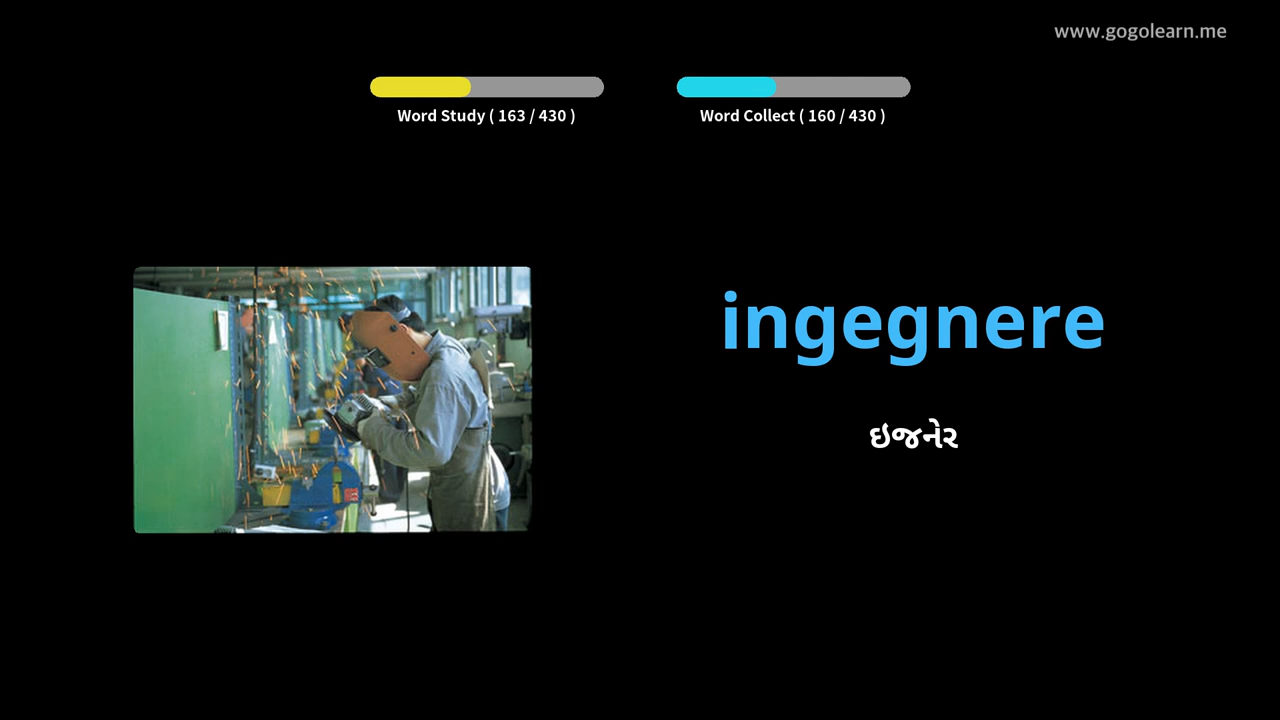 www.gogolearn.me
Word Study ( 163 / 430 )
Word Collect ( 160 / 430 )
ingegnere
ઇજનેર